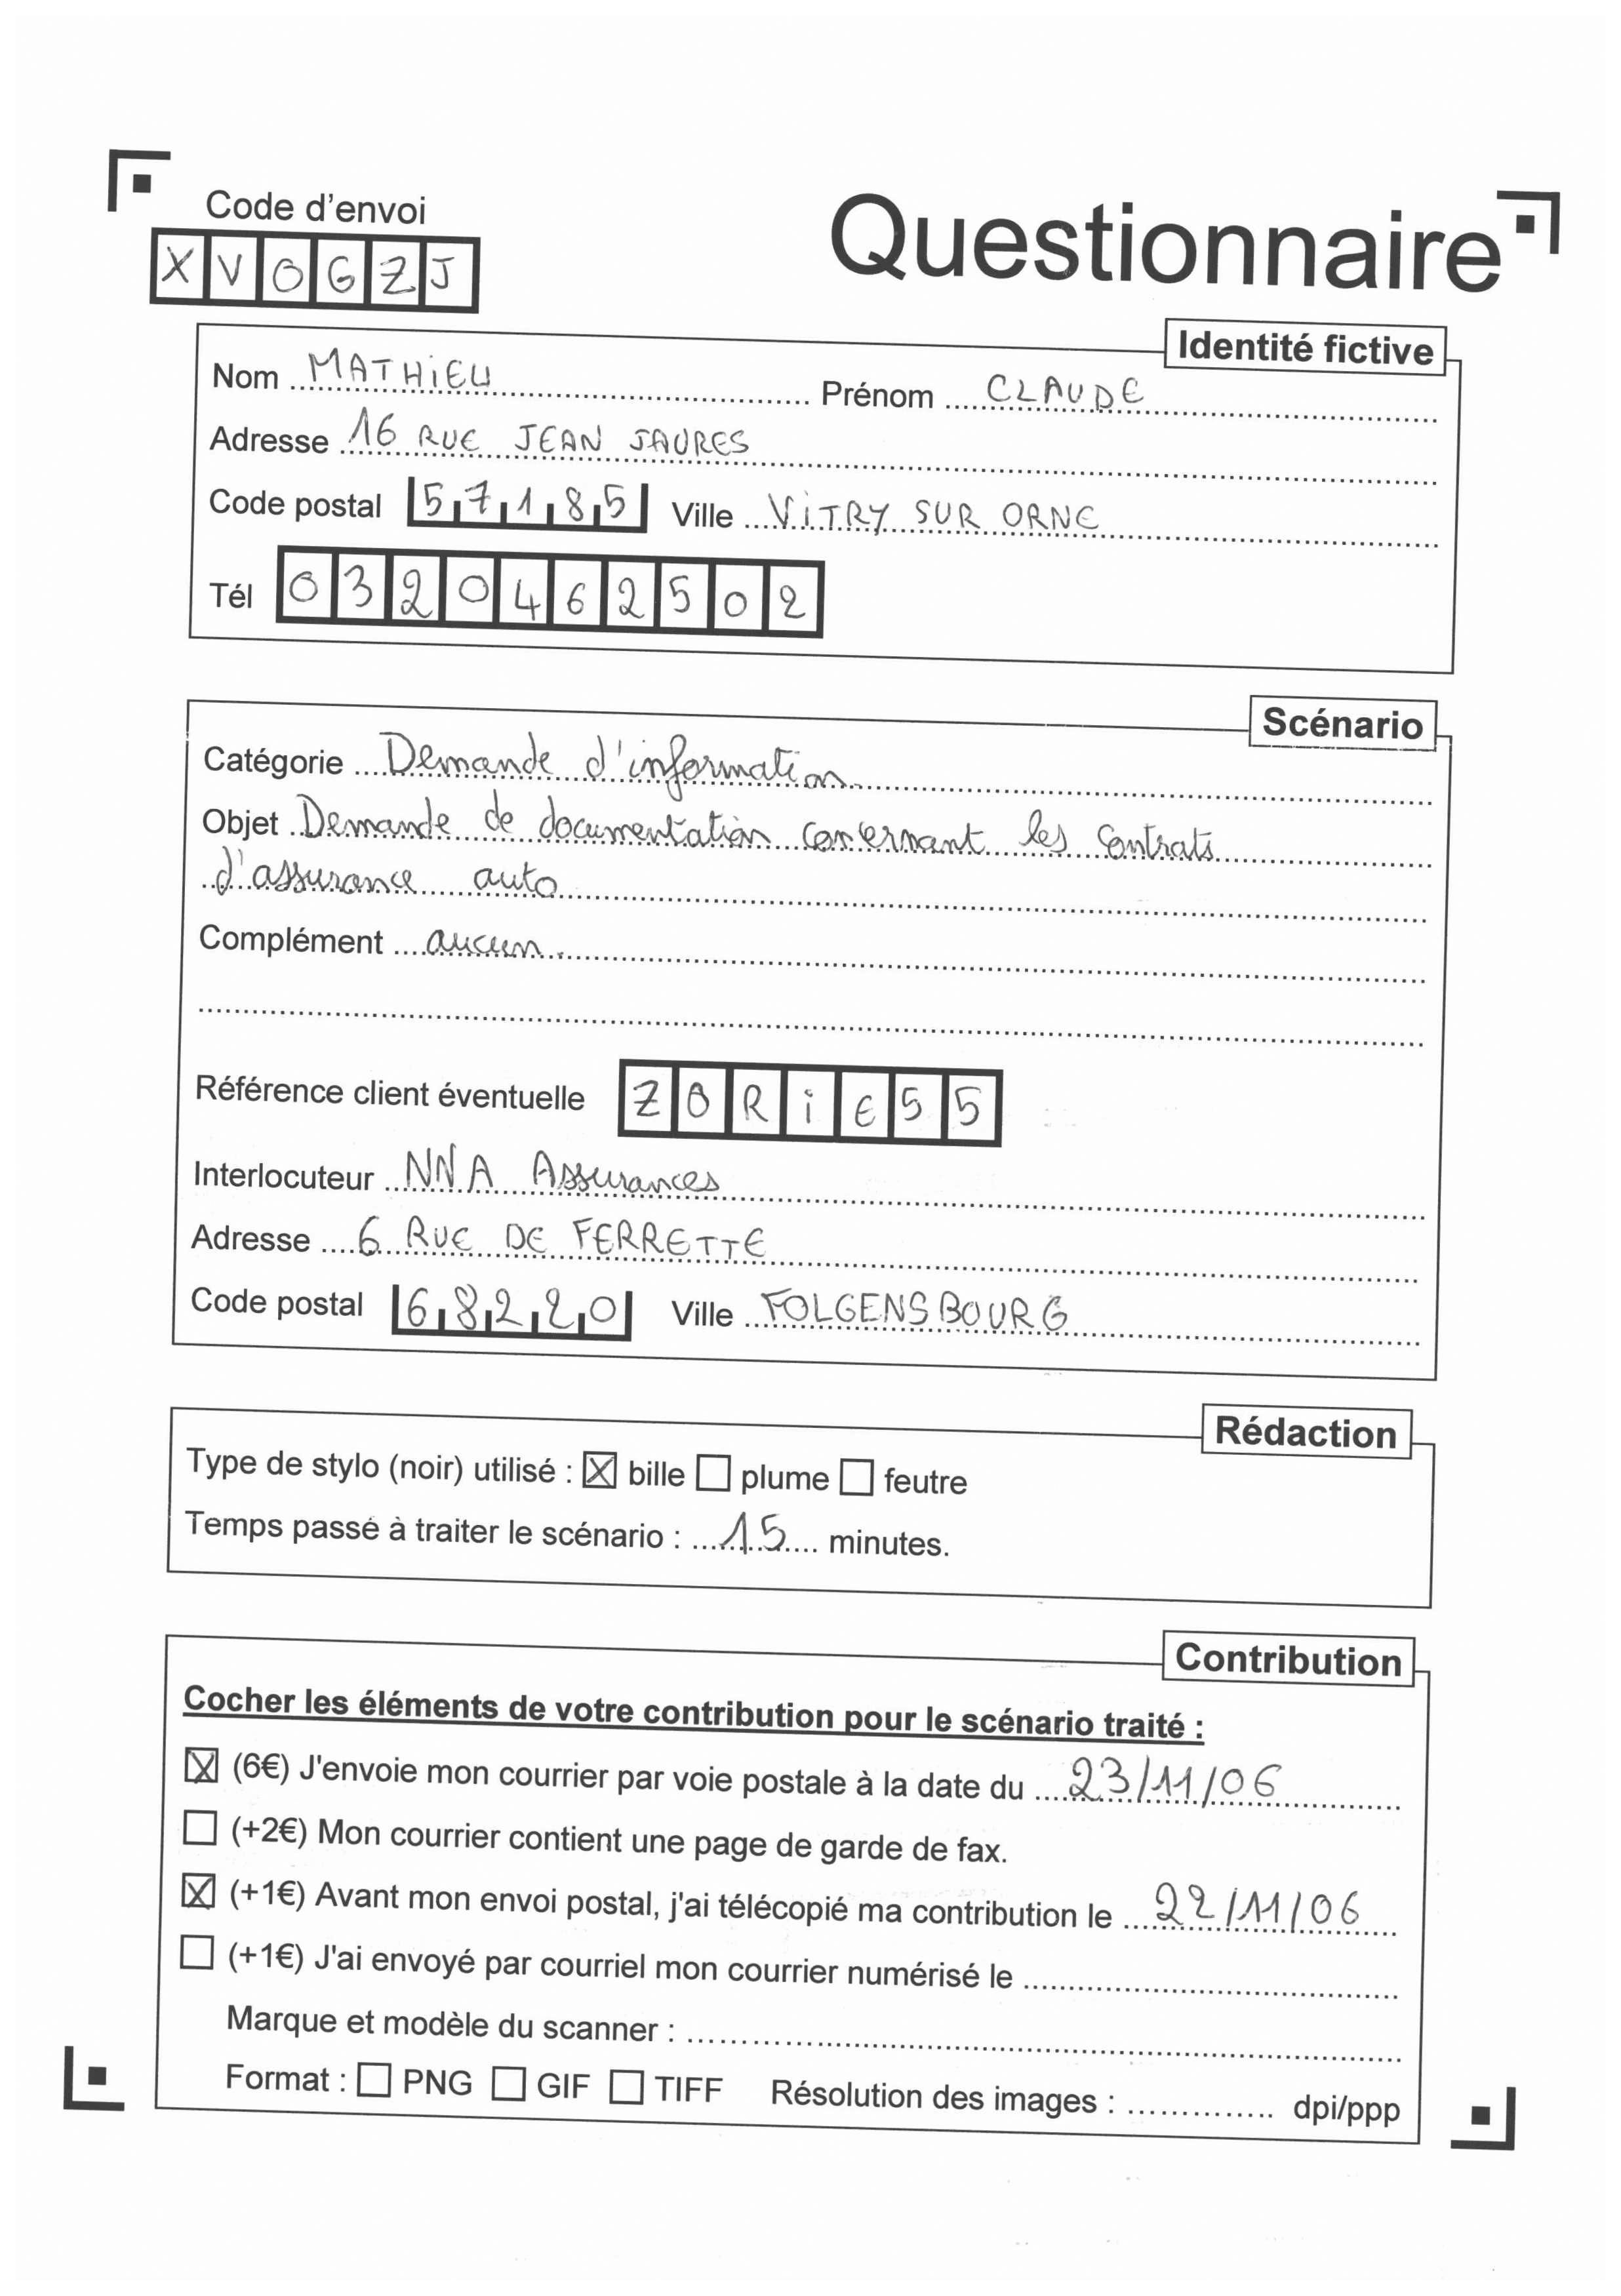 Code d'envoi
XVOGZJ
Questionnaire
Identité fictive
Nom MATHiEU Prénom CLAUDE
Adresse 16 RUE JEAN JAURES
Code postal 57185 Ville ViTRY SUR ORNE
Tél 0320462502
Scénario
Catégorie Demande d'information.
Objet Demande de documentation concernant les contrats
d'assurance auto
Complément aucun.
Référence client éventuelle ZORiE55
Interlocuteur NNA Assurances
Adresse 6 RUE DE FERRETTE
Code postal 68220 Ville FOLGENSBOURG
Rédaction
Type de stylo (noir) utilisé : ☒ bille ☐ plume ☐ feutre
Temps passé à traiter le scénario : 15 minutes.
Contribution
Cocher les éléments de votre contribution pour le scénario traité :
☒ (6€) J'envoie mon courrier par voie postale à la date du 23/11/06
☐ (+2€) Mon courrier contient une page de garde de fax.
☒ (+1€) Avant mon envoi postal, j'ai télécopié ma contribution le 22/11/06
☐ (+1€) J'ai envoyé par courriel mon courrier numérisé le
Marque et modèle du scanner :
Format : ☐ PNG ☐ GIF ☐ TIFF Résolution des images : dpi/ppp